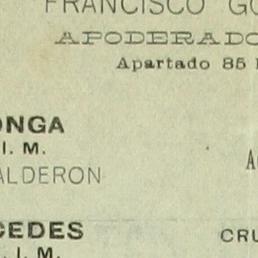 FRANCISCO
APODERADO
Apartado 85
ONGA
I. M.
ALDERON
CEDES
. I. M.
CRU